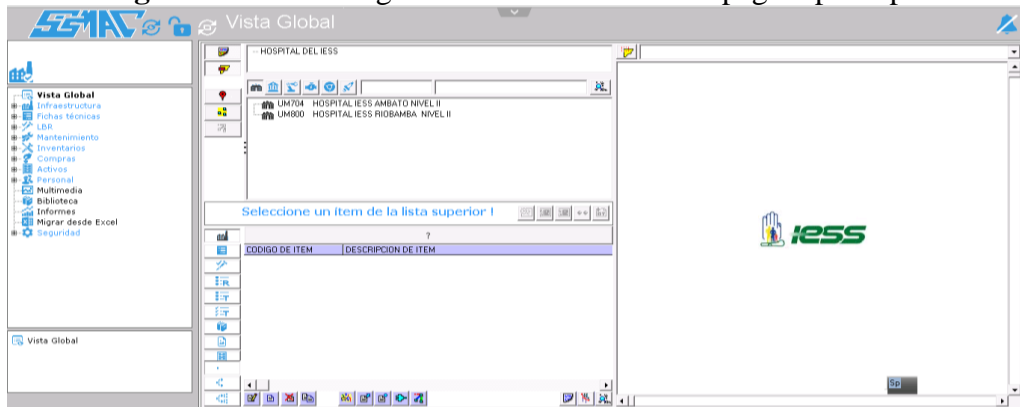 SGMAC
Vista Global
Vista Global
Infraestructura
Fichas técnicas
LBR
Mantenimiento
Inventarios
Compras
Activos
Personal
Multimedia
Biblioteca
Informes
Migrar desde Excel
Seguridad
Vista Global
HOSPITAL DEL IESS
UM704 HOSPITAL IESS AMBATO NIVEL II
UM800 HOSPITAL IESS RIOBAMBA NIVEL II
Seleccione un ítem de la lista superior !
?
CODIGO DE ITEM DESCRIPCION DE ITEM
R
T
T
IESS
Sp